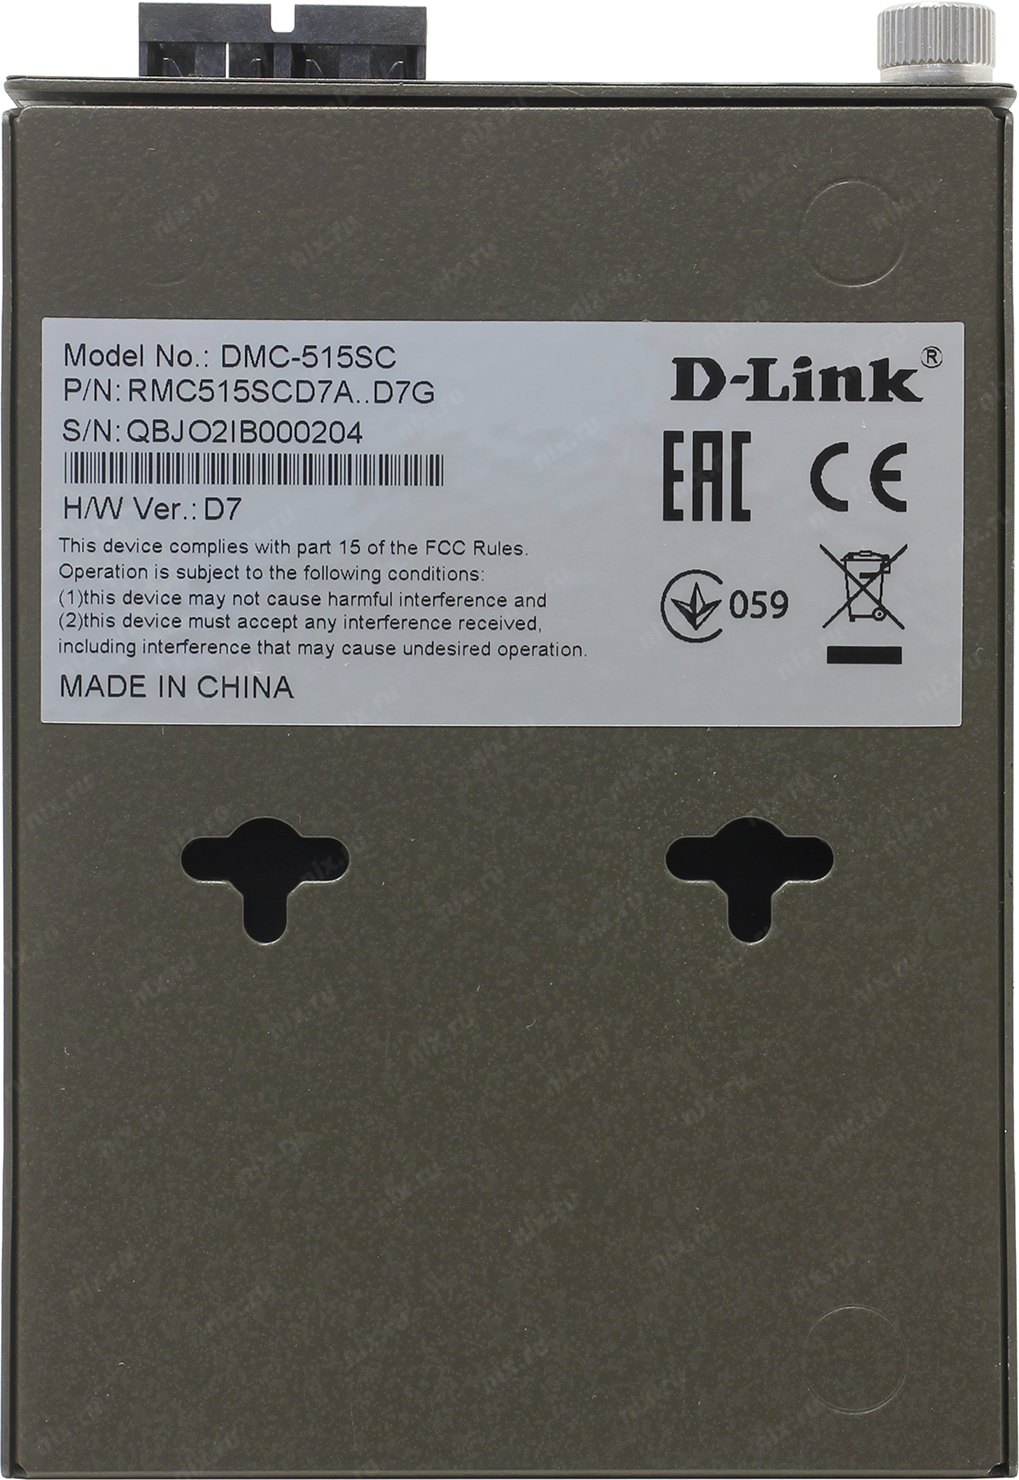 Model No.: DMC-515SC
P/N: RMC515SCD7A..D7G
S/N: QBJO2IB000204
H/W Ver.: D7
This device complies with part 15 of the FCC Rules.
Operation is subject to the following conditions:
(1)this device may not cause harmful interference and
(2)this device must accept any interference received,
including interference that may cause undesired operation.
MADE IN CHINA
D-Link®
EAC CE
059
nix.ru